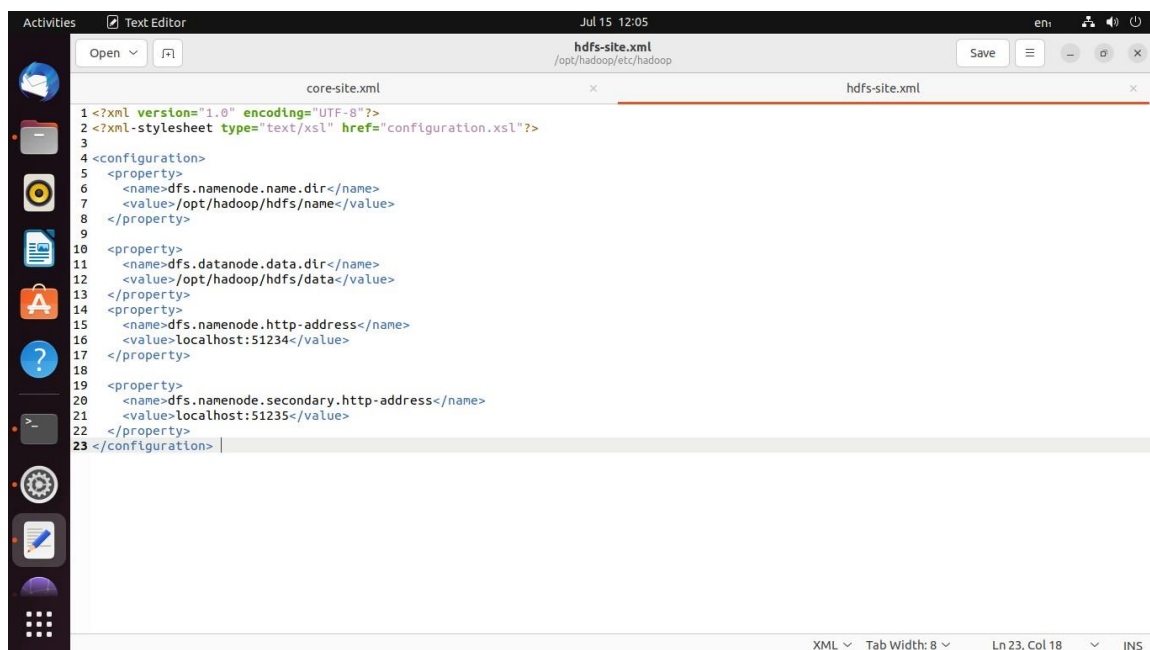 Activities Text Editor Jul 15 12:05 en₁
Open hdfs-site.xml Save
/opt/hadoop/etc/hadoop
core-site.xml hdfs-site.xml
1 <?xml version="1.0" encoding="UTF-8"?>
2 <?xml-stylesheet type="text/xsl" href="configuration.xsl"?>
3
4 <configuration>
5   <property>
6     <name>dfs.namenode.name.dir</name>
7     <value>/opt/hadoop/hdfs/name</value>
8   </property>
9
10   <property>
11     <name>dfs.datanode.data.dir</name>
12     <value>/opt/hadoop/hdfs/data</value>
13   </property>
14   <property>
15     <name>dfs.namenode.http-address</name>
16     <value>localhost:51234</value>
17   </property>
18
19   <property>
20     <name>dfs.namenode.secondary.http-address</name>
21     <value>localhost:51235</value>
22   </property>
23 </configuration>
XML Tab Width: 8 Ln 23, Col 18 INS